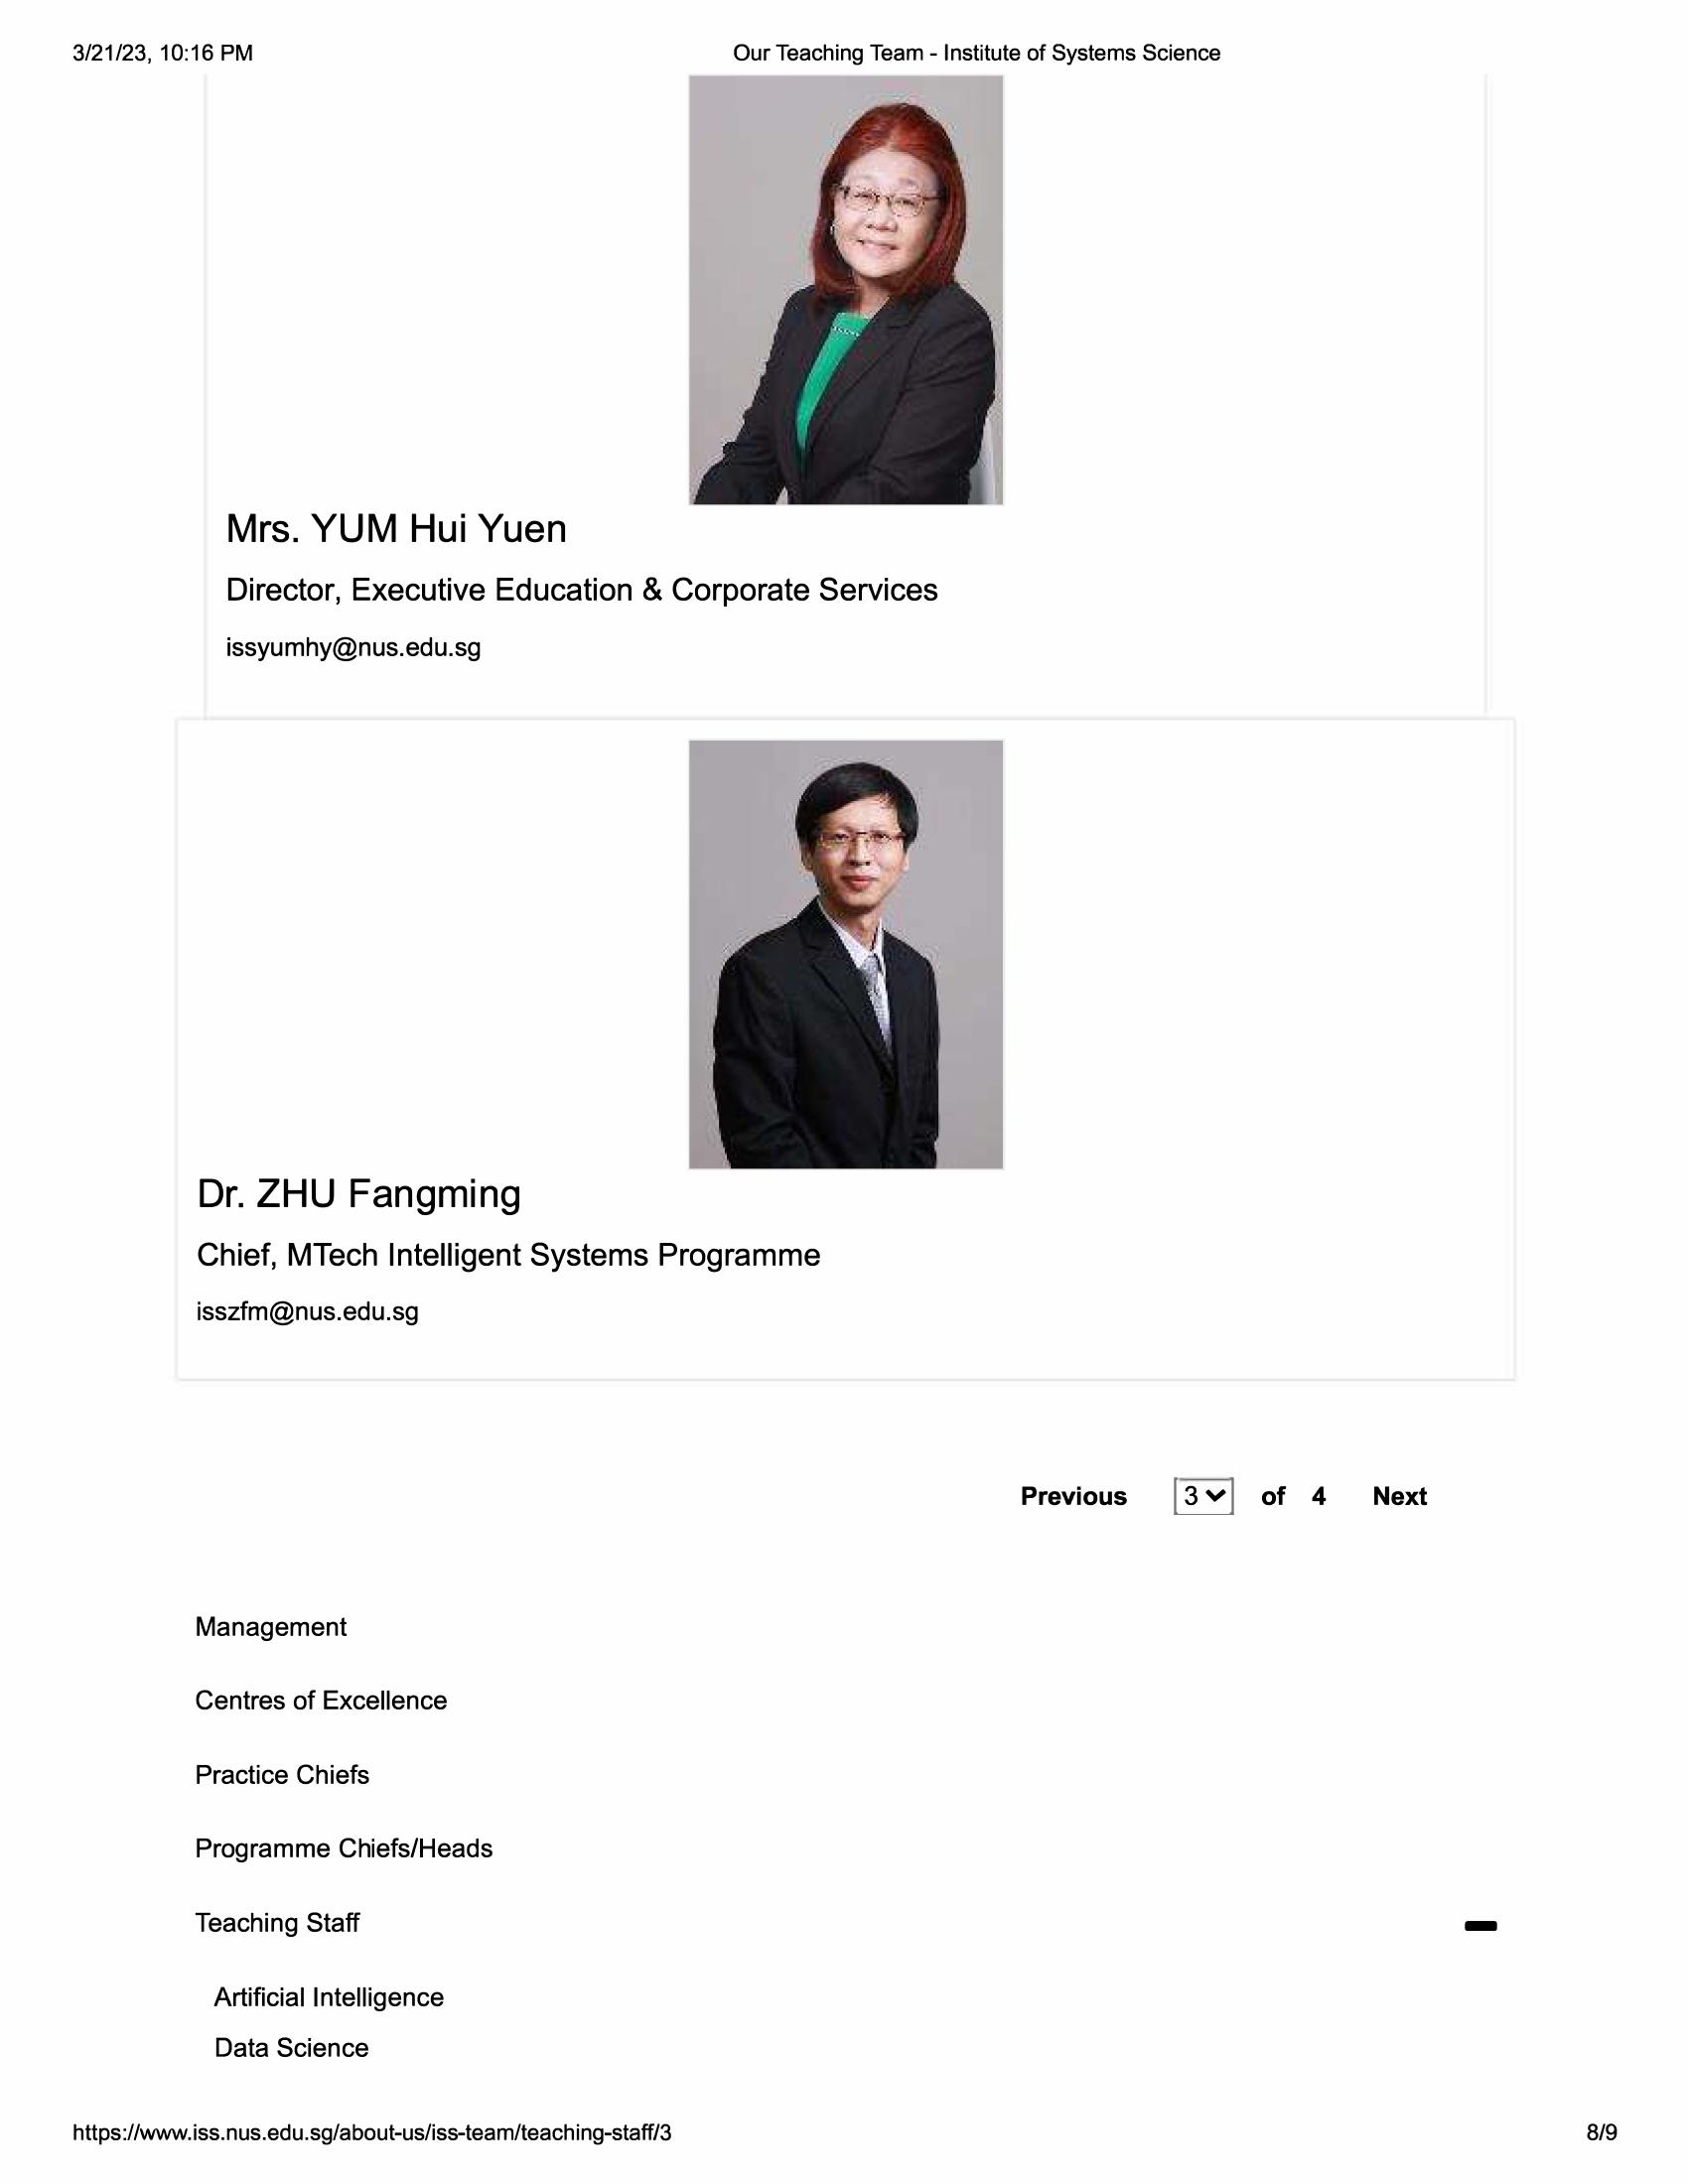 3/21/23, 10:16 PM
Our Teaching Team - Institute of Systems Science
Mrs. YUM Hui Yuen
Director, Executive Education & Corporate Services
issyumhy@nus.edu.sg
Dr. ZHU Fangming
Chief, MTech Intelligent Systems Programme
isszfm@nus.edu.sg
Previous 3 of 4 Next
Management
Centres of Excellence
Practice Chiefs
Programme Chiefs/Heads
Teaching Staff
Artificial Intelligence
Data Science
https://www.iss.nus.edu.sg/about-us/iss-team/teaching-staff/3
8/9